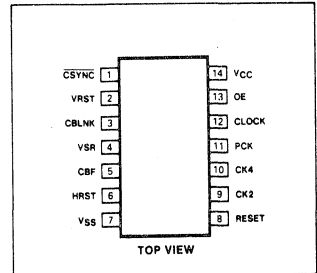 CSYNC 1 14 VCC
VRST 2 13 OE
CBLNK 3 12 CLOCK
VSR 4 11 PCK
CBF 5 10 CK4
HRST 6 9 CK2
VSS 7 8 RESET
TOP VIEW